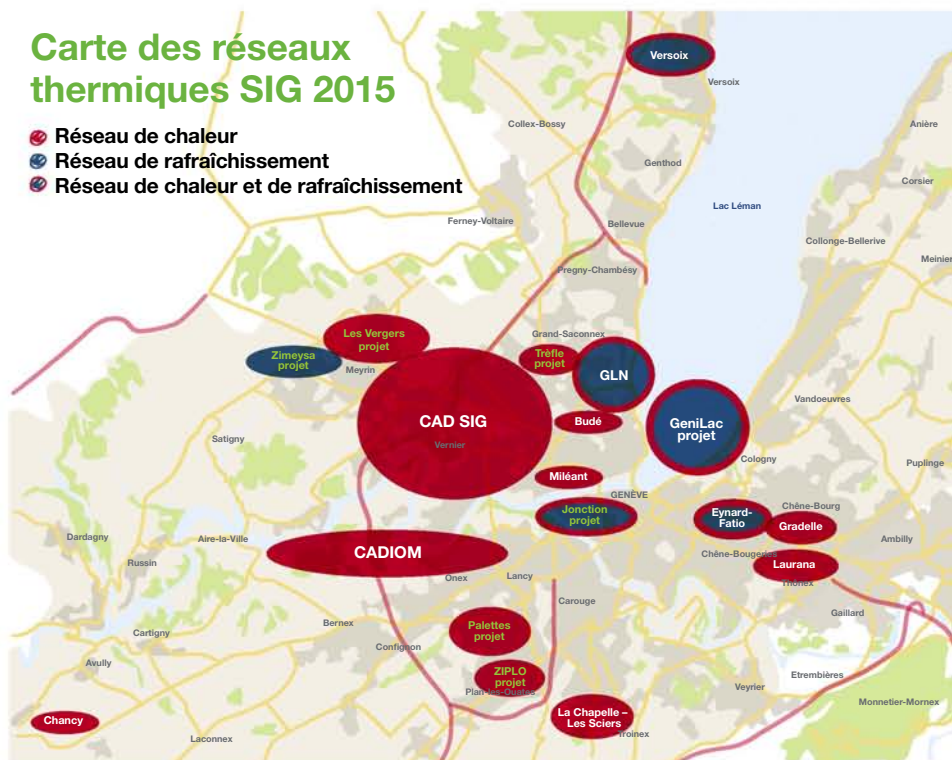 Carte des réseaux
thermiques SIG 2015
Réseau de chaleur
Réseau de rafraîchissement
Réseau de chaleur et de rafraîchissement
Versoix
Versoix
Collex-Bossy
Anière
Genthod
Corsier
Lac Léman
Ferney-Voltaire
Bellevue
Collonge-Bellerive
Meinier
Pregny-Chambésy
Les Vergers
projet
Grand-Saconnex
Zimeysa
projet
Meyrin
Trèfle
projet
GLN
Vandoeuvres
CAD SIG
Budé
GeniLac
projet
Satigny
Vernier
Cologny
Puplinge
Miléant
GENÈVE
Jonction
projet
Eynard-
Fatio
Chêne-Bourg
Gradelle
Dardagny
Aire-la-Ville
Ambilly
CADIOM
Chêne-Bougeries
Russin
Laurana
Onex
Lancy
Thônex
Carouge
Gaillard
Bernex
Palettes
projet
Cartigny
Confignon
Avully
ZIPLO
projet
Etrembières
Plan-les-Ouates
Veyrier
Monnetier-Mornex
Chancy
La Chapelle –
Les Sciers
Laconnex
Troinex